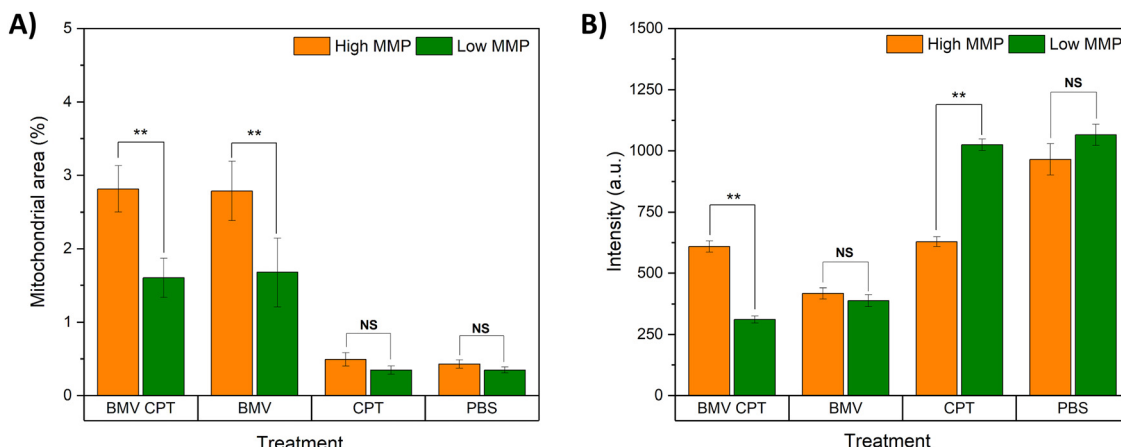 A)
Mitochondrial area (%)
5
4
3
2
1
0
High MMP Low MMP
**
**
NS
NS
BMV CPT BMV CPT PBS
Treatment
B)
Intensity (a.u.)
1500
1250
1000
750
500
250
0
High MMP Low MMP
**
NS
**
NS
BMV CPT BMV CPT PBS
Treatment